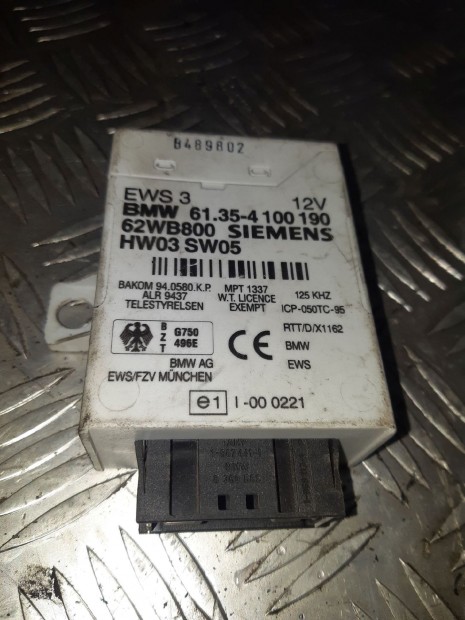 B489802
EWS 3 12V
BMW 61.35-4 100 190
62WB800 SIEMENS
HW03 SW05
BAKOM 94.0580.K.P. MPT 1337 125 KHZ
ALR 9437 W.T. LICENCE ICP-050TC-95
TELESTYRELSEN EXEMPT
B Z T G750 496E CE RTT/D/X1162
BMW
BMW AG EWS
EWS/FZV MÜNCHEN
e1 I-00 0221